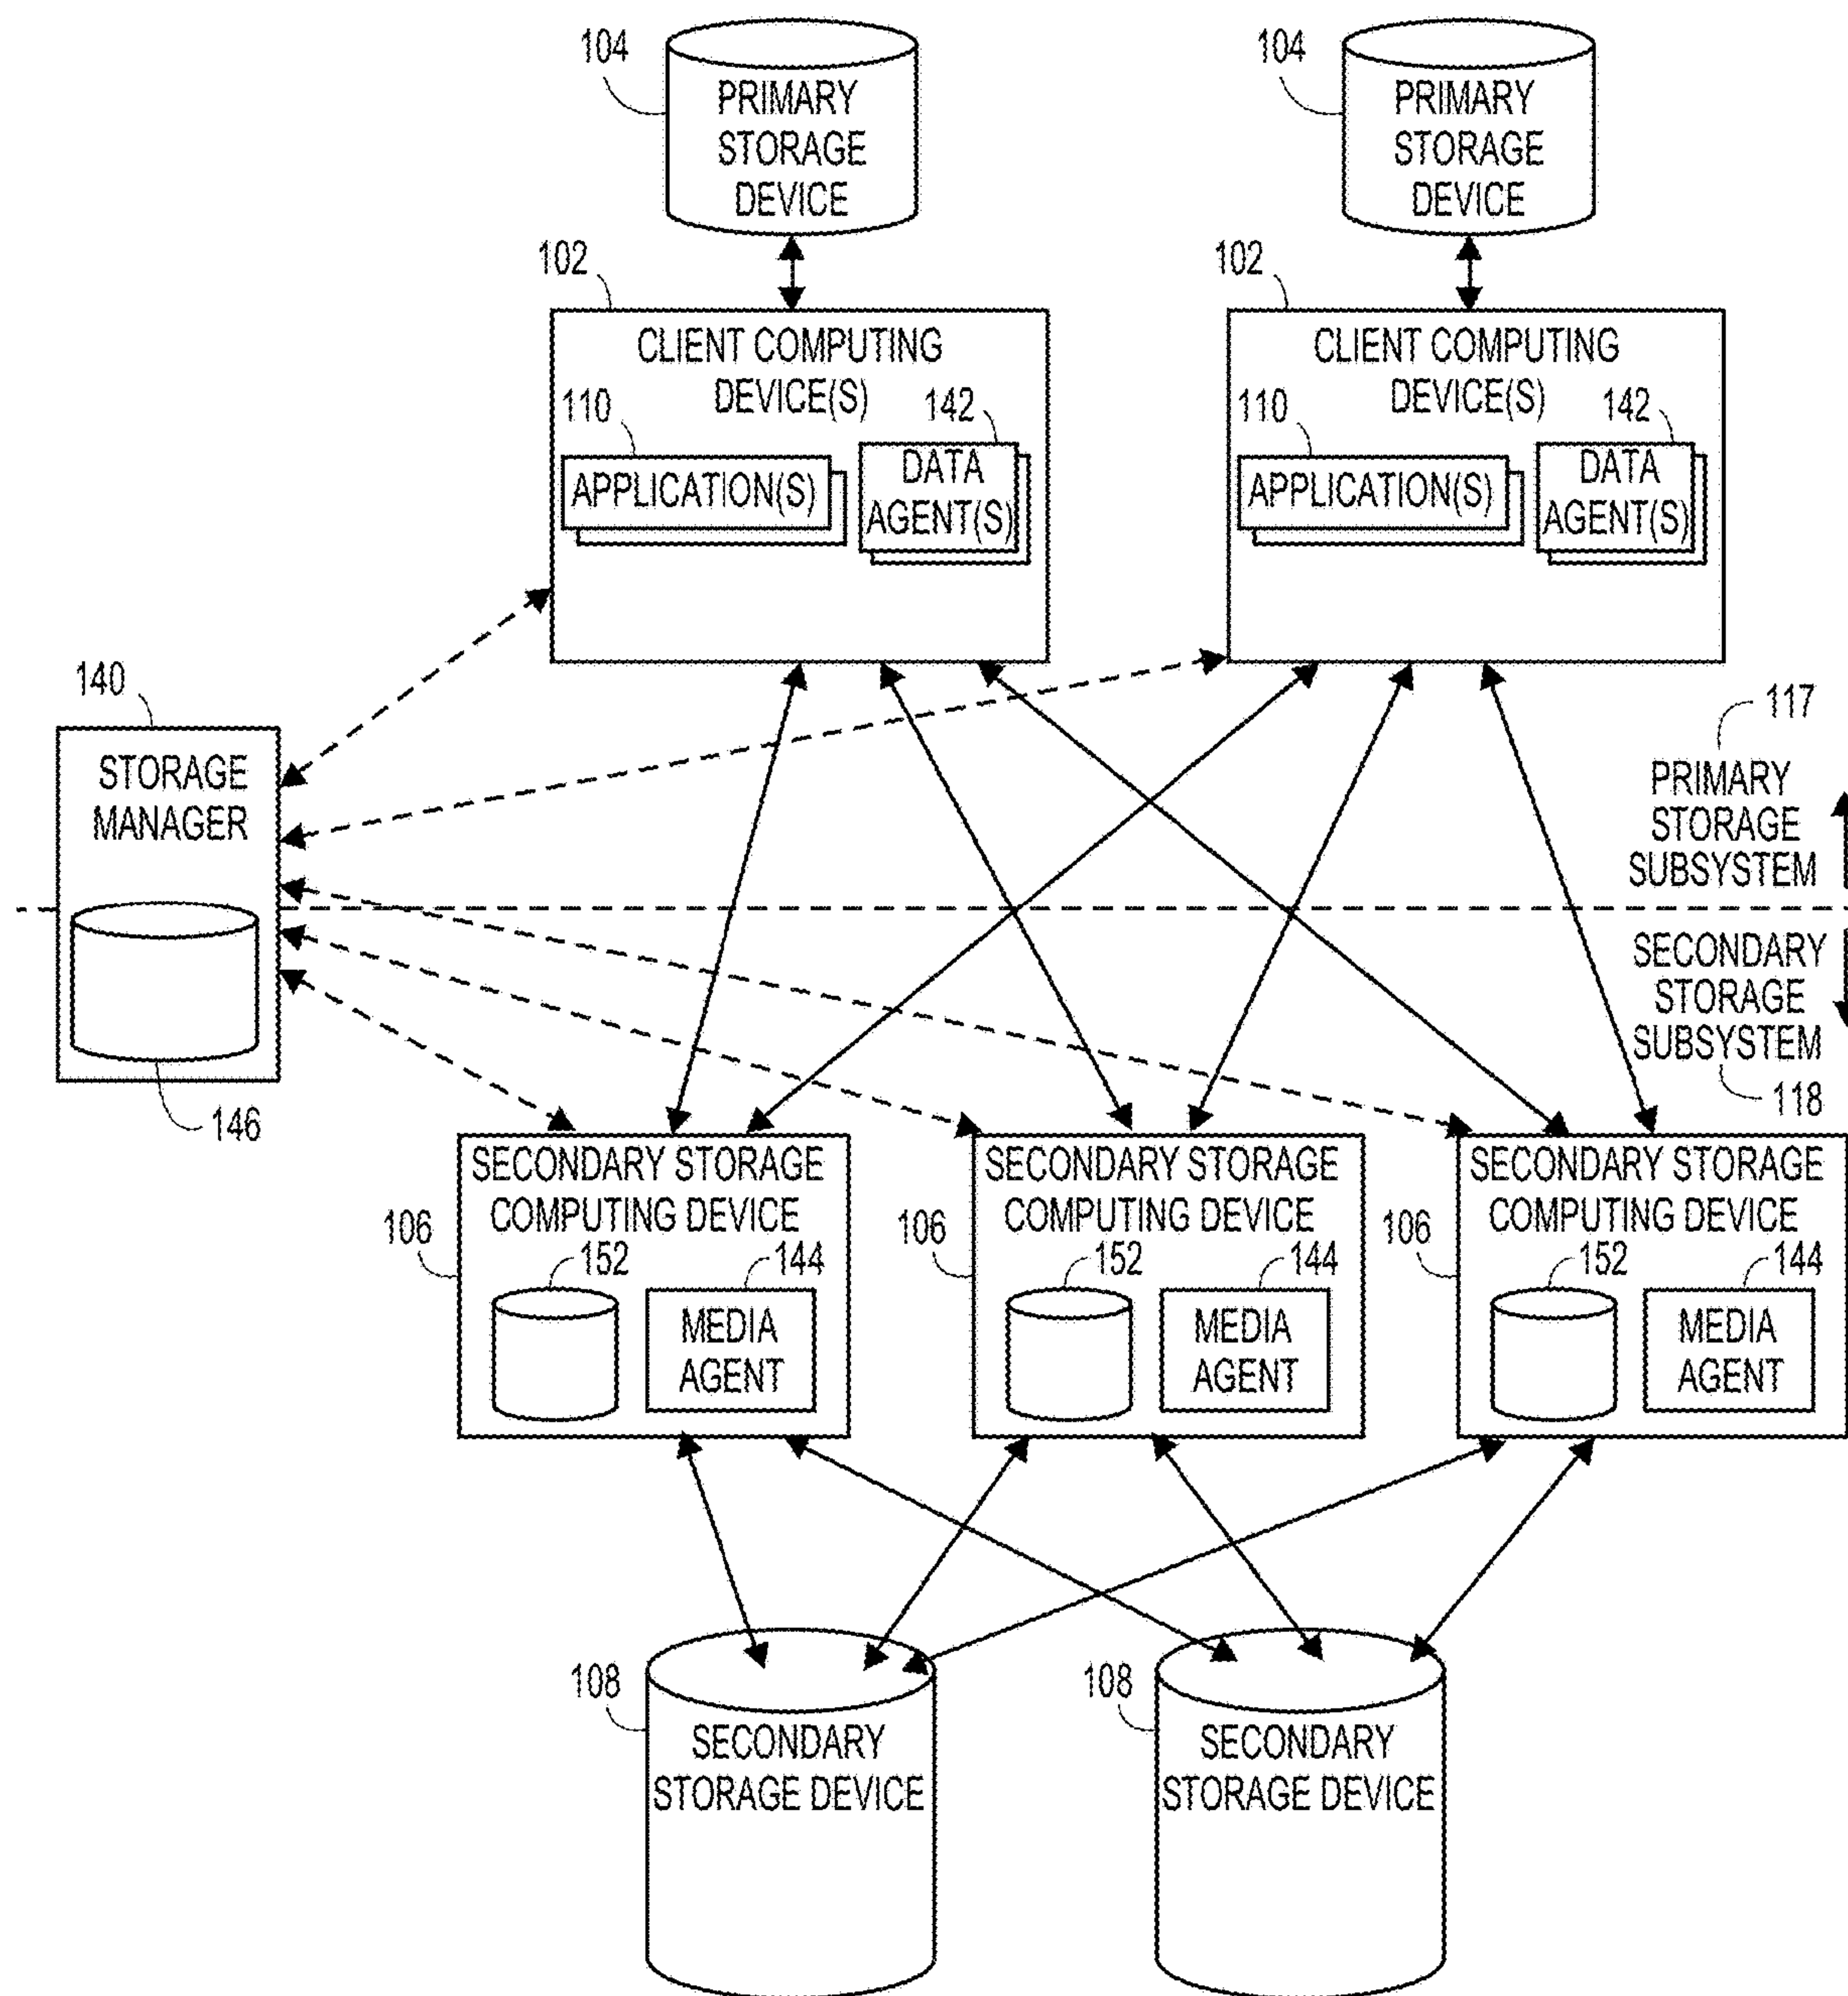 104
PRIMARY
STORAGE
DEVICE
104
PRIMARY
STORAGE
DEVICE
102
CLIENT COMPUTING
DEVICE(S)
110
142
APPLICATION(S)
DATA
AGENT(S)
102
CLIENT COMPUTING
DEVICE(S)
110
142
APPLICATION(S)
DATA
AGENT(S)
140
STORAGE
MANAGER
146
117
PRIMARY
STORAGE
SUBSYSTEM
SECONDARY
STORAGE
SUBSYSTEM
118
106
SECONDARY STORAGE
COMPUTING DEVICE
152
144
MEDIA
AGENT
106
SECONDARY STORAGE
COMPUTING DEVICE
152
144
MEDIA
AGENT
106
SECONDARY STORAGE
COMPUTING DEVICE
152
144
MEDIA
AGENT
108
SECONDARY
STORAGE DEVICE
108
SECONDARY
STORAGE DEVICE